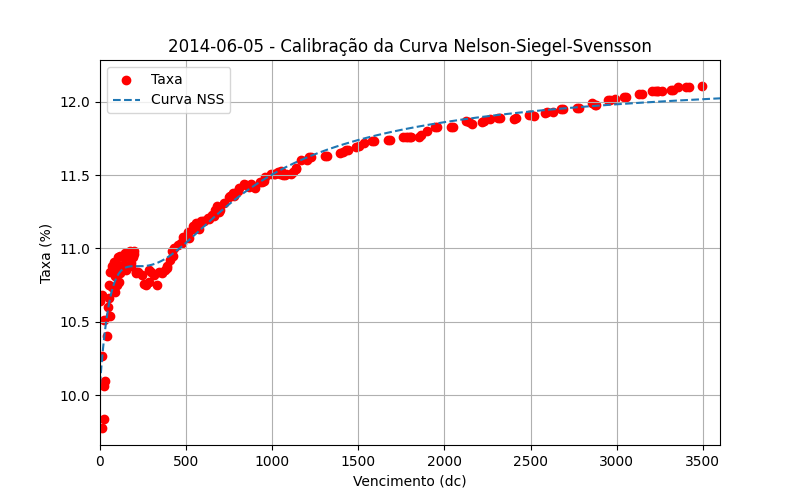 2014-06-05 - Calibração da Curva Nelson-Siegel-Svensson
Taxa
Curva NSS
Taxa (%)
12.0
11.5
11.0
10.5
10.0
0 500 1000 1500 2000 2500 3000 3500
Vencimento (dc)